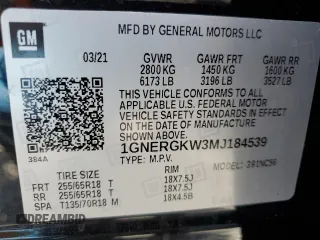 GM
MFD BY GENERAL MOTORS LLC
03/21 GVWR GAWR FRT GAWR RR
2800 KG 1450 KG 1600 KG
6173 LB 3196 LB 3527 LB
THIS VEHICLE CONFORMS TO ALL
APPLICABLE U.S. FEDERAL MOTOR VEHICLE
SAFETY STANDARDS IN EFFECT
ON THE DATE OF MANUFACTURE
SHOWN ABOVE.
1GNERGKW3MJ184539
384A
TYPE: MODEL: 
TIRE SIZE RIM
FRT 255/65R18 T 18X7.5J
RR 255/65R18 T 18X7.5J
SPA T135/70R18 M 18X4.5B